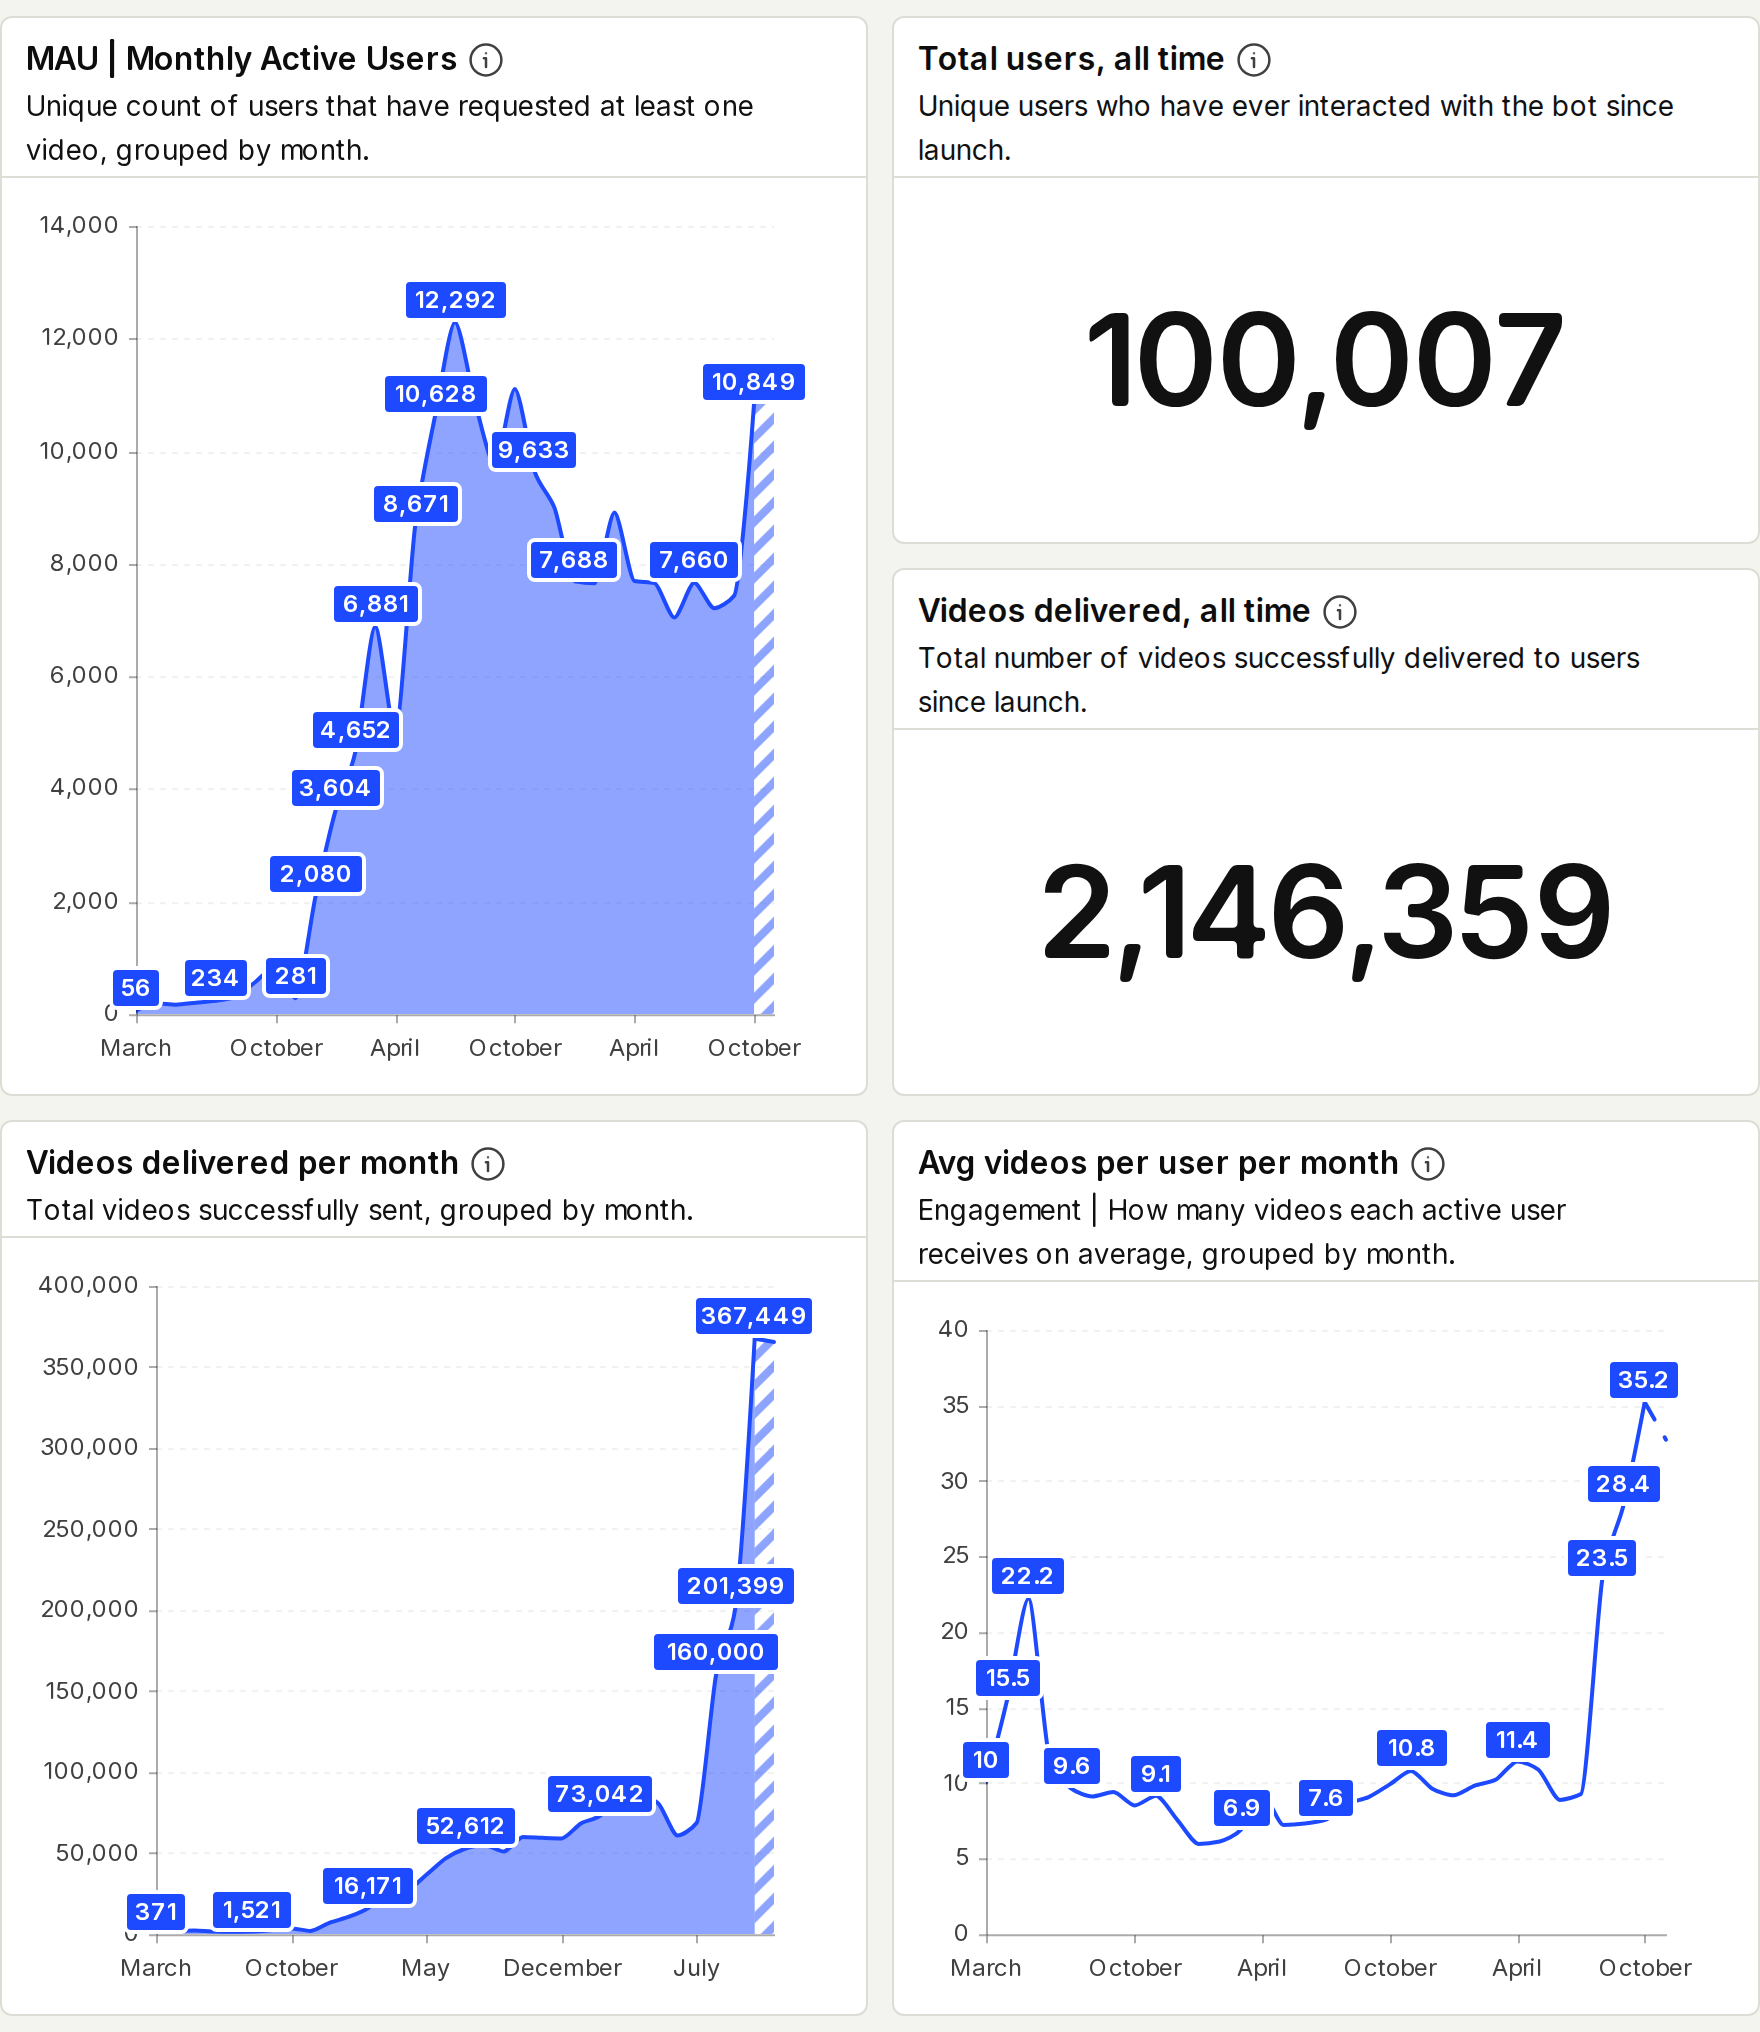 MAU | Monthly Active Users
Unique count of users that have requested at least one
video, grouped by month.
14,000
12,000
10,000
8,000
6,000
4,000
2,000
0
56
234
281
2,080
3,604
4,652
6,881
8,671
10,628
12,292
9,633
7,688
7,660
10,849
March
October
April
October
April
October
Total users, all time
Unique users who have ever interacted with the bot since
launch.
100,007
Videos delivered, all time
Total number of videos successfully delivered to users
since launch.
2,146,359
Videos delivered per month
Total videos successfully sent, grouped by month.
400,000
350,000
300,000
250,000
200,000
150,000
100,000
50,000
0
371
1,521
16,171
52,612
73,042
160,000
201,399
367,449
March
October
May
December
July
Avg videos per user per month
Engagement | How many videos each active user
receives on average, grouped by month.
40
35
30
25
20
15
10
5
0
10
15.5
22.2
9.6
9.1
6.9
7.6
10.8
11.4
23.5
28.4
35.2
March
October
April
October
April
October